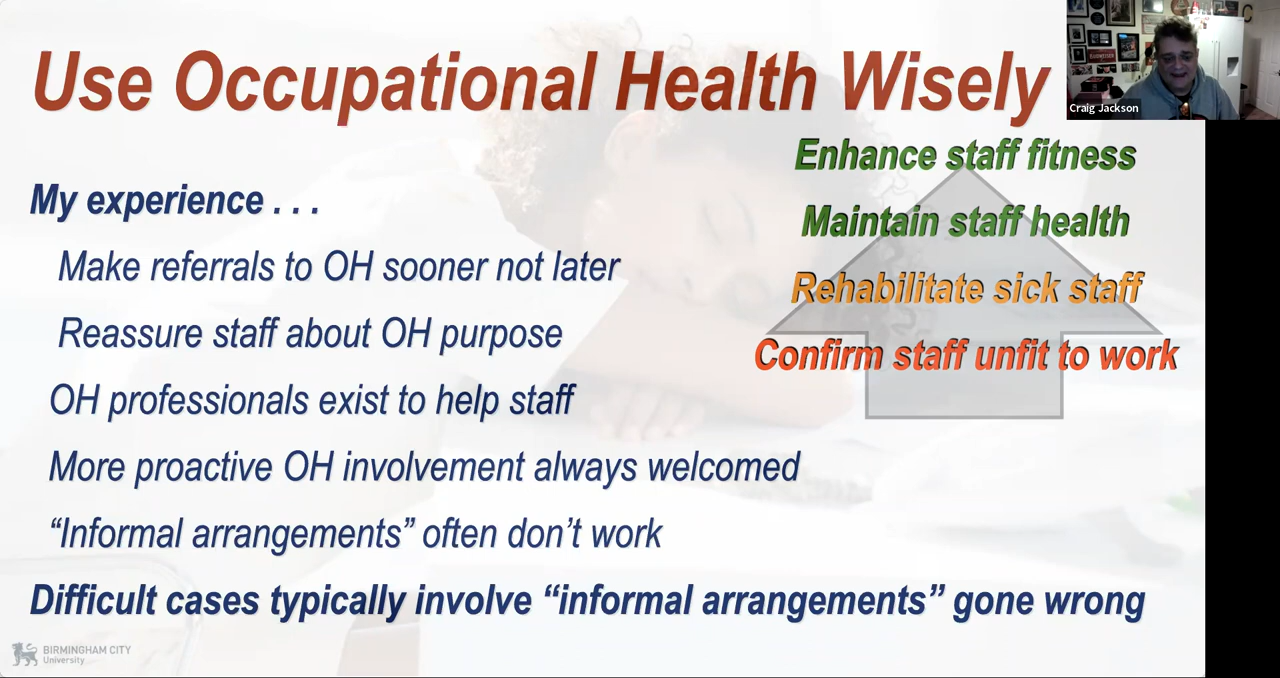 Use Occupational Health Wisely
Craig Jackson
Enhance staff fitness
Maintain staff health
Rehabilitate sick staff
Confirm staff unfit to work
My experience . . .
Make referrals to OH sooner not later
Reassure staff about OH purpose
OH professionals exist to help staff
More proactive OH involvement always welcomed
“Informal arrangements” often don’t work
Difficult cases typically involve “informal arrangements” gone wrong
BIRMINGHAM CITY
University